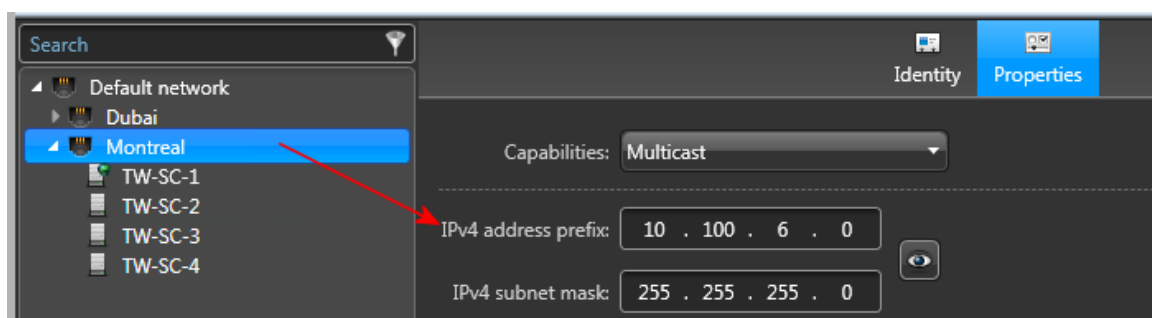 Search
Default network
Dubai
Montreal
TW-SC-1
TW-SC-2
TW-SC-3
TW-SC-4
Identity
Properties
Capabilities: Multicast
IPv4 address prefix: 10 . 100 . 6 . 0
IPv4 subnet mask: 255 . 255 . 255 . 0